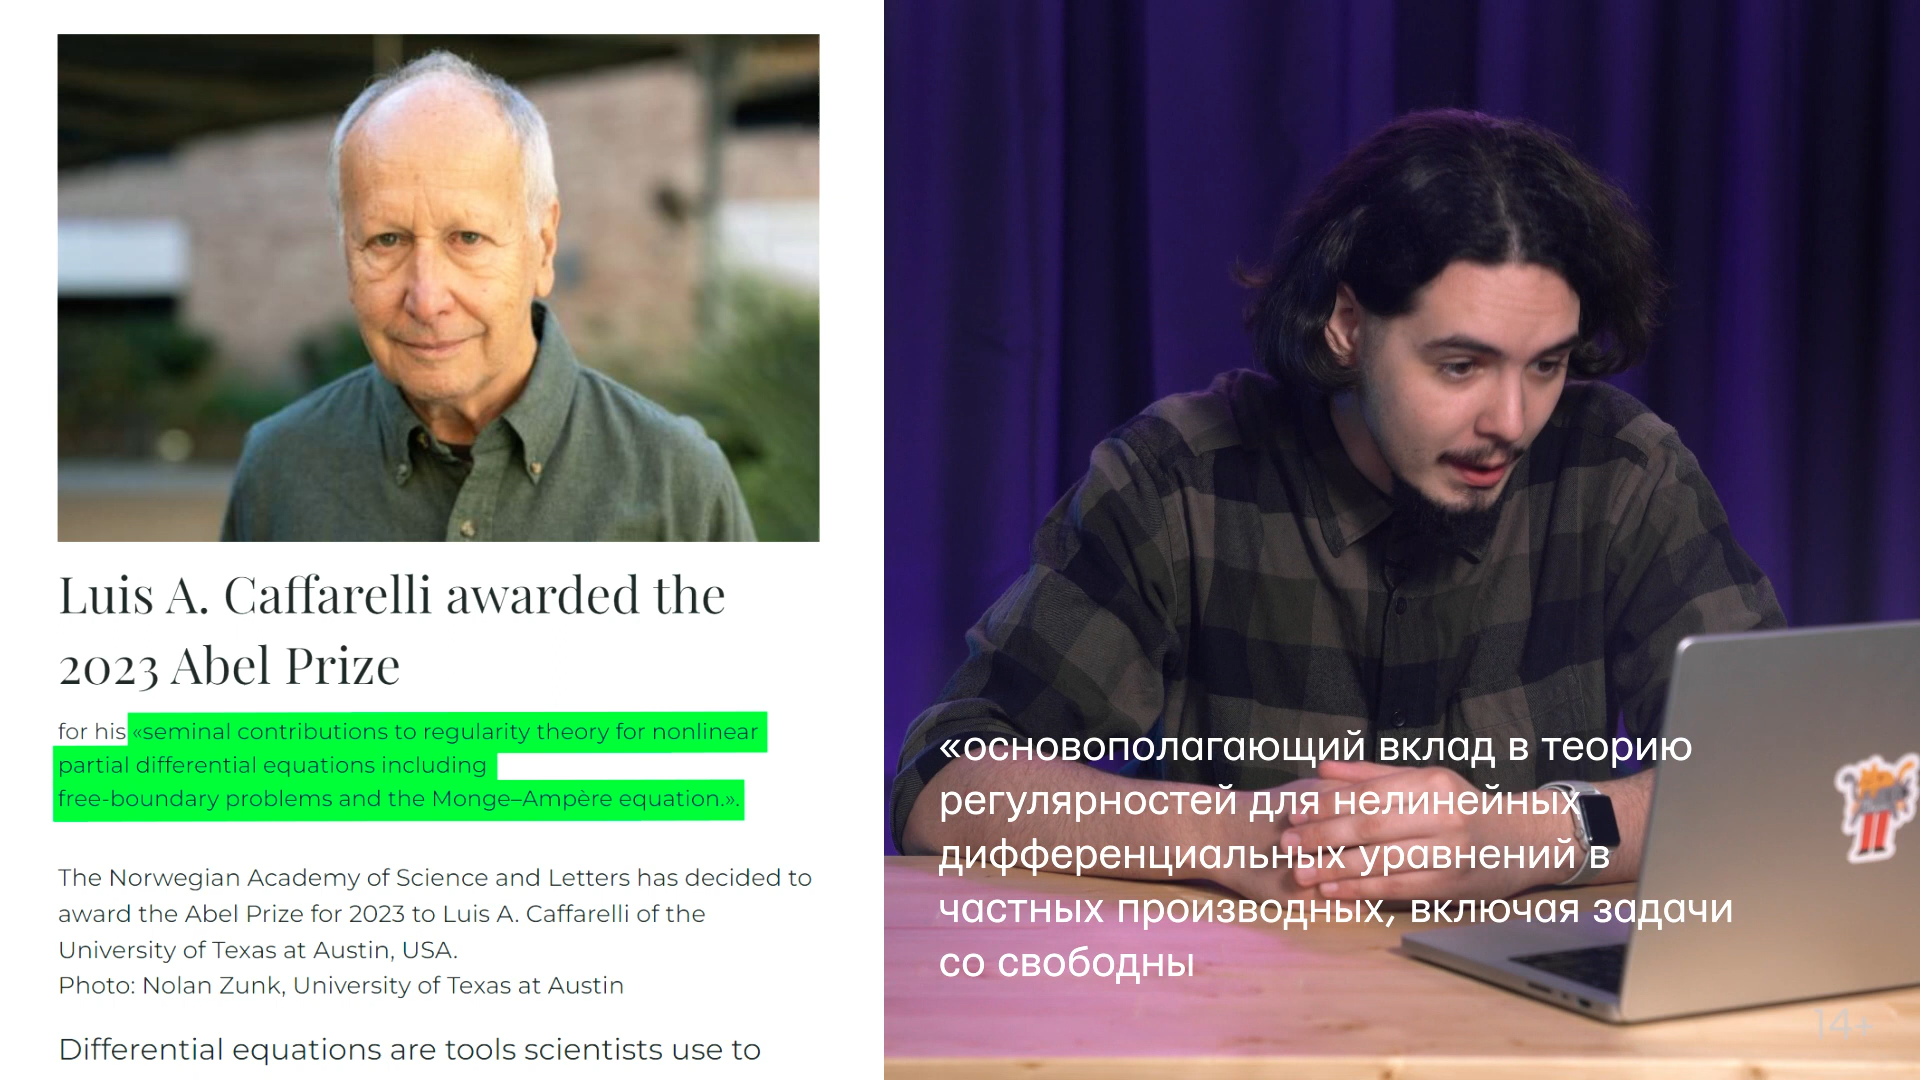 Luis A. Caffarelli awarded the
2023 Abel Prize
for his «seminal contributions to regularity theory for nonlinear
partial differential equations including
free-boundary problems and the Monge–Ampère equation.».
The Norwegian Academy of Science and Letters has decided to
award the Abel Prize for 2023 to Luis A. Caffarelli of the
University of Texas at Austin, USA.
Photo: Nolan Zunk, University of Texas at Austin
Differential equations are tools scientists use to
«основополагающий вклад в теорию
регулярностей для нелинейных
дифференциальных уравнений в
частных производных, включая задачи
со свободны
14+